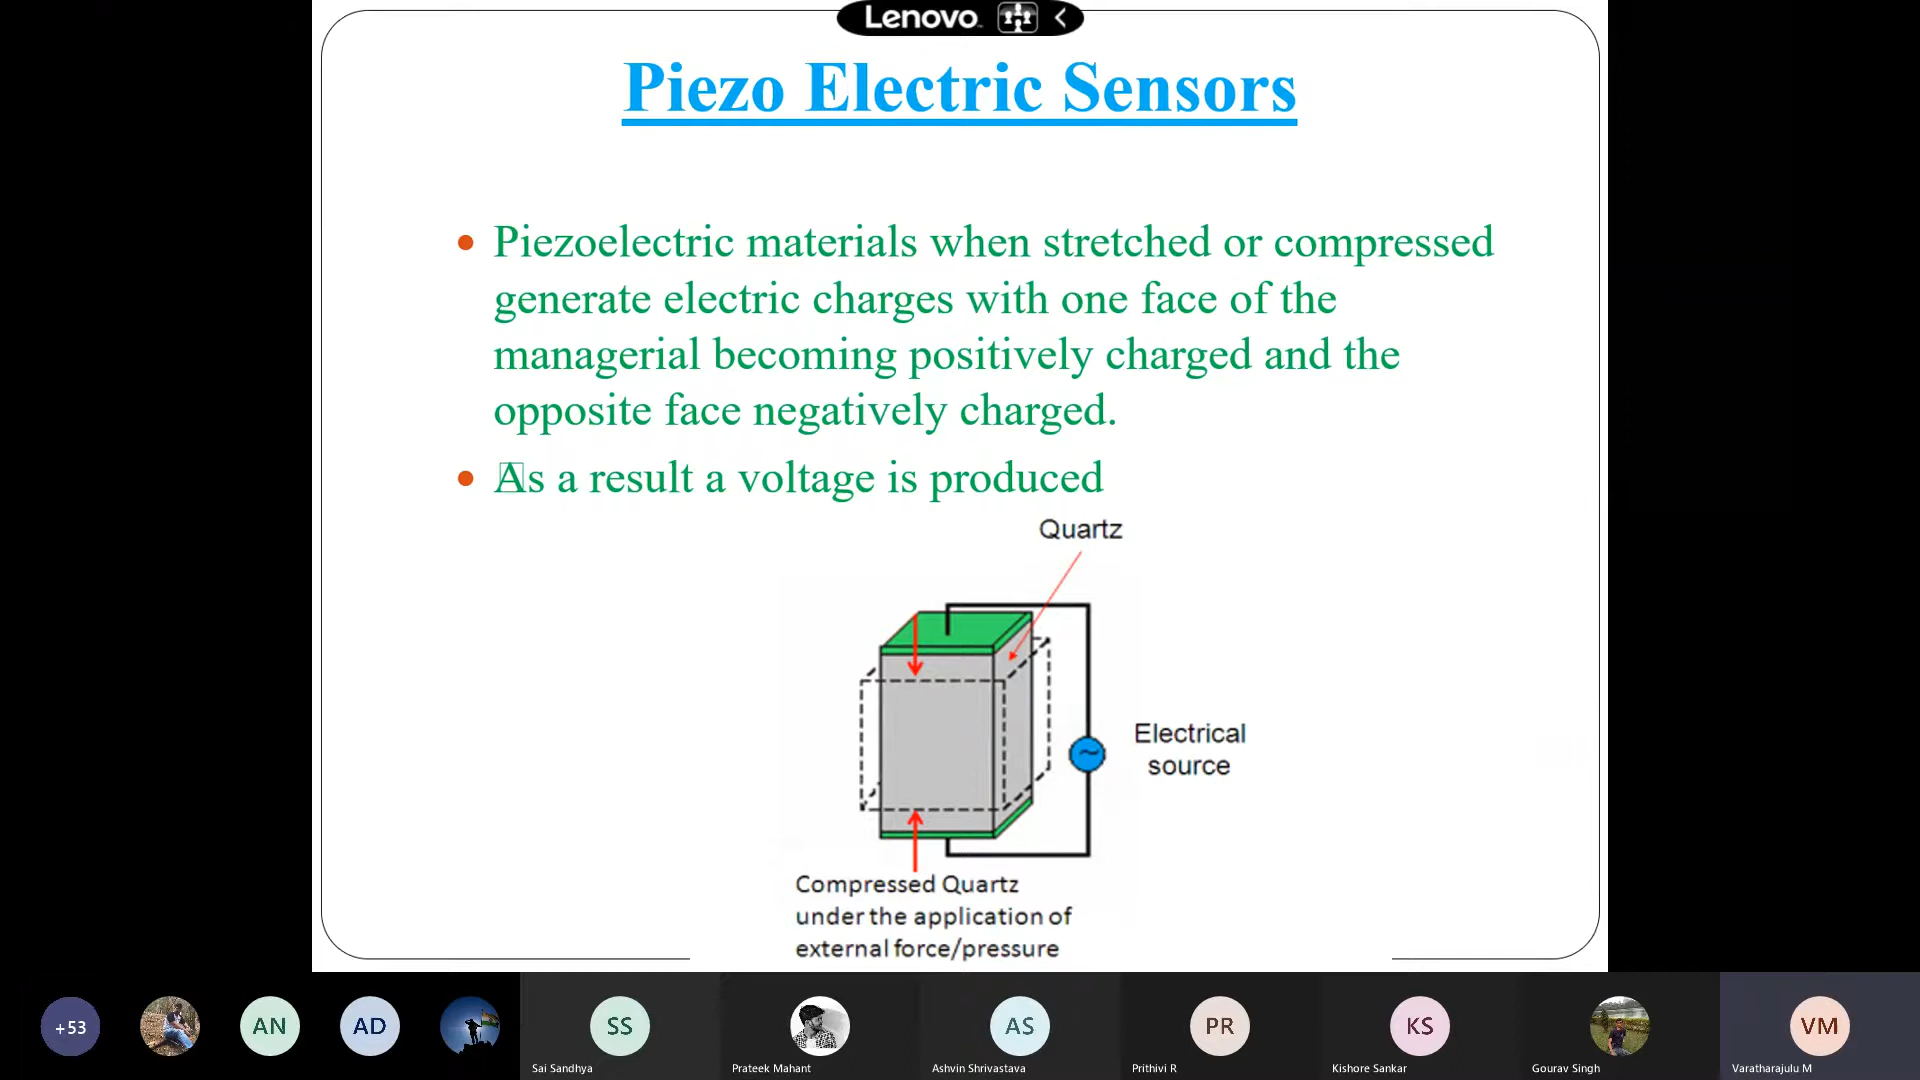 Lenovo
Piezo Electric Sensors
Piezoelectric materials when stretched or compressed
generate electric charges with one face of the
managerial becoming positively charged and the
opposite face negatively charged.
As a result a voltage is produced
Quartz
Electrical
source
Compressed Quartz
under the application of
external force/pressure
+53
AN
AD
SS
Sai Sandhya
Prateek Mahant
AS
Ashvin Shrivastava
PR
Prithivi R
KS
Kishore Sankar
Gourav Singh
VM
Varatharajulu M